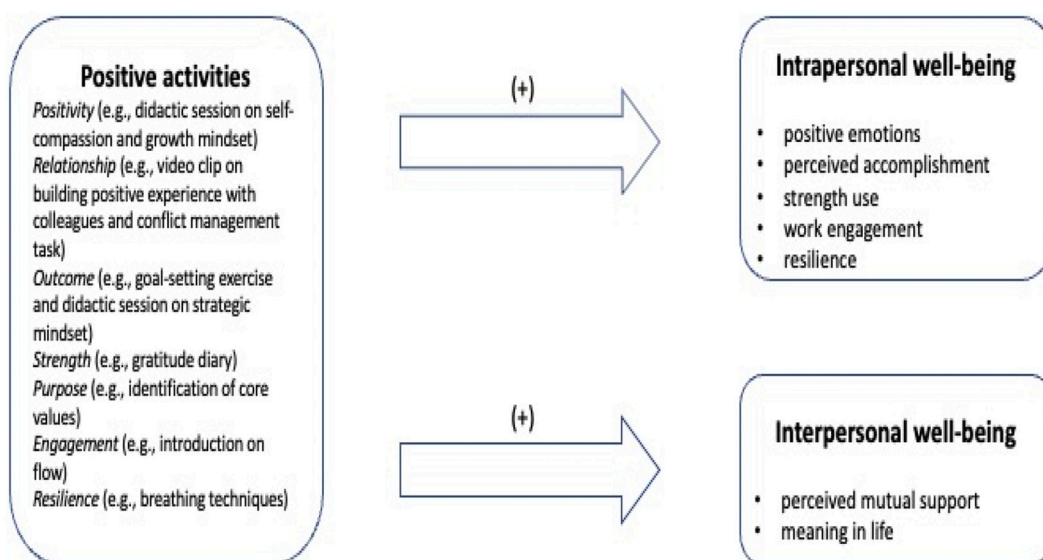 Positive activities
Positivity (e.g., didactic session on self-
compassion and growth mindset)
Relationship (e.g., video clip on
building positive experience with
colleagues and conflict management
task)
Outcome (e.g., goal-setting exercise
and didactic session on strategic
mindset)
Strength (e.g., gratitude diary)
Purpose (e.g., identification of core
values)
Engagement (e.g., introduction on
flow)
Resilience (e.g., breathing techniques)
(+)
(+)
Intrapersonal well-being
• positive emotions
• perceived accomplishment
• strength use
• work engagement
• resilience
Interpersonal well-being
• perceived mutual support
• meaning in life